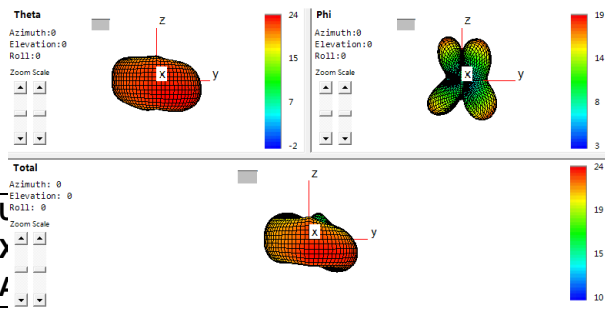 Theta
Azimuth:0
Elevation:0
Roll:0
Zoom Scale
z
x
y
24
15
7
-2
Phi
Azimuth:0
Elevation:0
Roll:0
Zoom Scale
z
x
y
19
14
8
3
Total
Azimuth: 0
Elevation: 0
Roll: 0
Zoom Scale
z
x
y
24
19
15
10